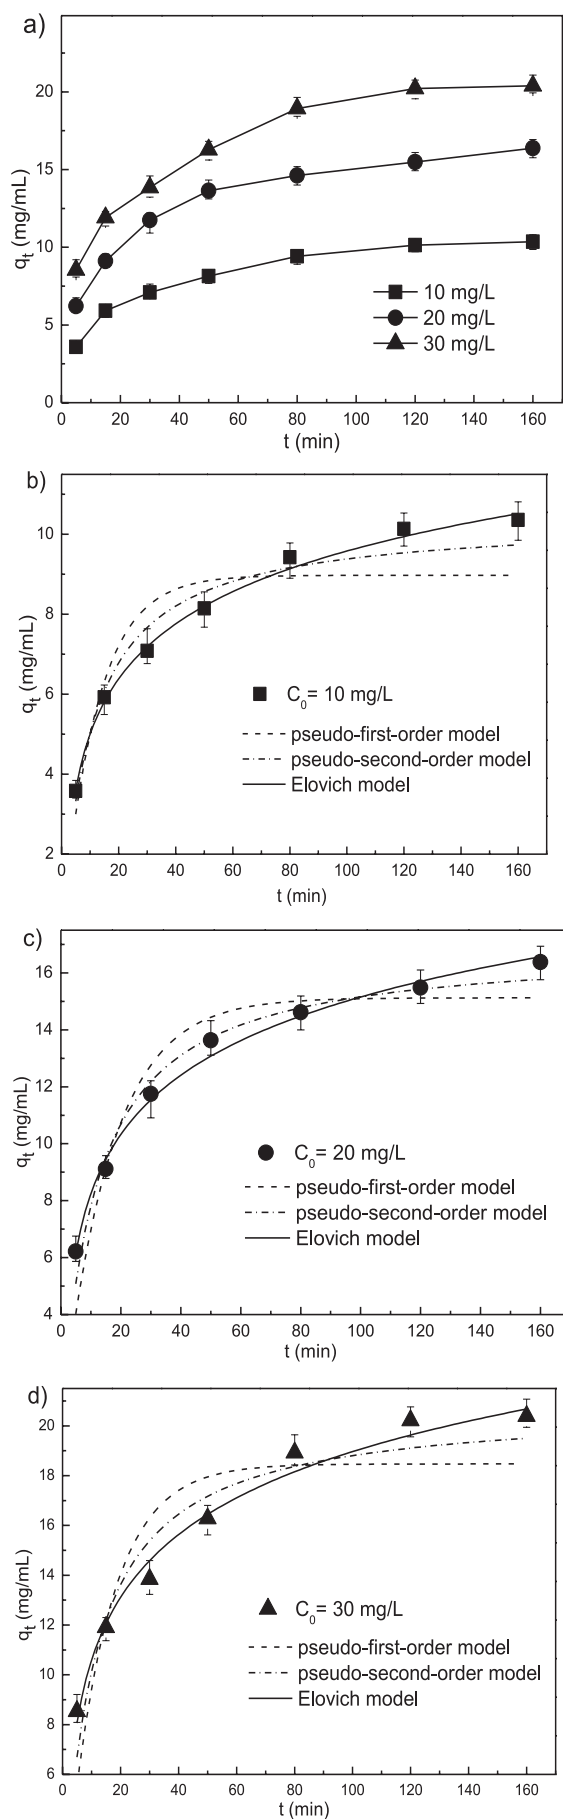 a)
20
15
10
5
0
q_t (mg/mL)
10 mg/L
20 mg/L
30 mg/L
0 20 40 60 80 100 120 140 160
t (min)
b)
10
8
6
4
2
q_t (mg/mL)
C_0= 10 mg/L
pseudo-first-order model
pseudo-second-order model
Elovich model
0 20 40 60 80 100 120 140 160
t (min)
c)
16
14
12
10
8
6
4
q_t (mg/mL)
C_0= 20 mg/L
pseudo-first-order model
pseudo-second-order model
Elovich model
0 20 40 60 80 100 120 140 160
t (min)
d)
20
18
16
14
12
10
8
6
q_t (mg/mL)
C_0= 30 mg/L
pseudo-first-order model
pseudo-second-order model
Elovich model
0 20 40 60 80 100 120 140 160
t (min)